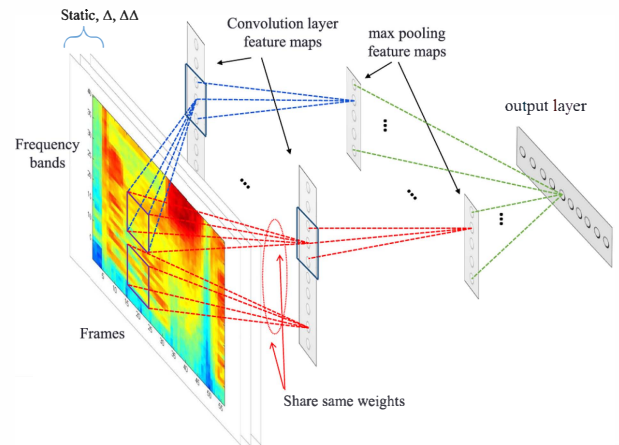 Static, Δ, ΔΔ
Convolution layer
feature maps
max pooling
feature maps
output layer
Frequency
bands
Frames
Share same weights